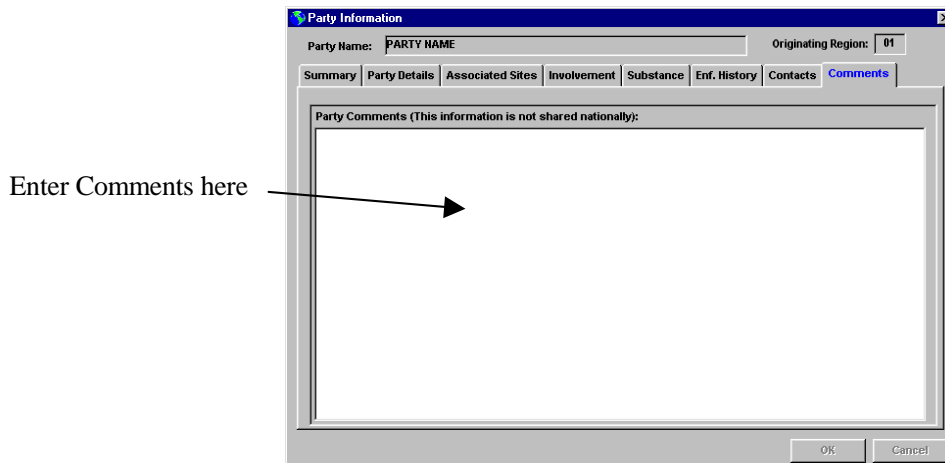 Party Information
Party Name: PARTY NAME Originating Region: 01
Summary Party Details Associated Sites Involvement Substance Enf. History Contacts Comments
Party Comments (This information is not shared nationally):
Enter Comments here
OK Cancel